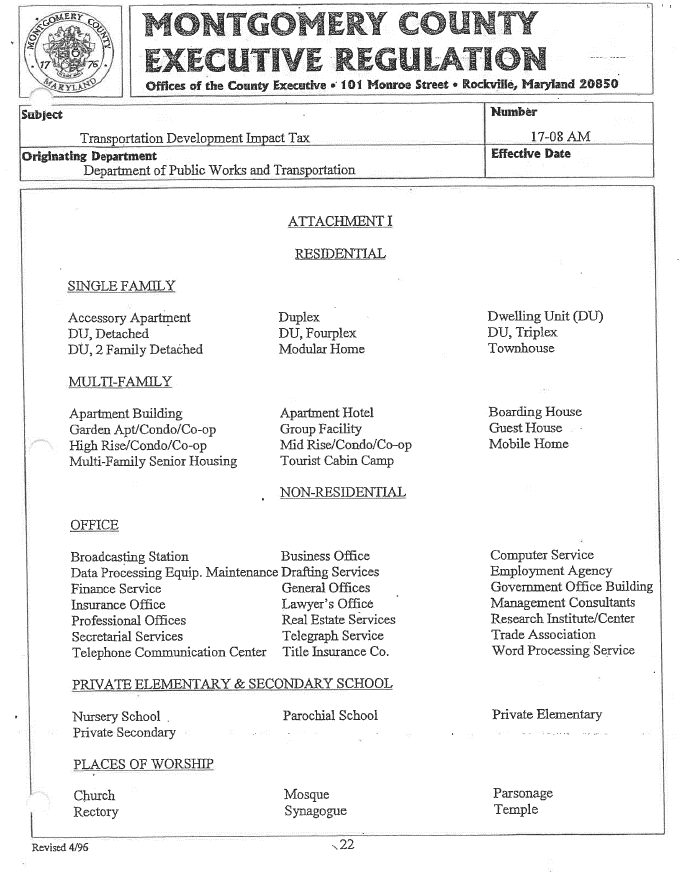 MONTGOMERY COUNTY
MARYLAND
17 76
MONTGOMERY COUNTY
EXECUTIVE REGULATION
Offices of the County Executive • 101 Monroe Street • Rockville, Maryland 20850
Subject
Number
Transportation Development Impact Tax
17-08 AM
Originating Department
Effective Date
Department of Public Works and Transportation
ATTACHMENT I
RESIDENTIAL
SINGLE FAMILY
Accessory Apartment Duplex Dwelling Unit (DU)
DU, Detached DU, Fourplex DU, Triplex
DU, 2 Family Detached Modular Home Townhouse
MULTI-FAMILY
Apartment Building Apartment Hotel Boarding House
Garden Apt/Condo/Co-op Group Facility Guest House
High Rise/Condo/Co-op Mid Rise/Condo/Co-op Mobile Home
Multi-Family Senior Housing Tourist Cabin Camp
NON-RESIDENTIAL
OFFICE
Broadcasting Station Business Office Computer Service
Data Processing Equip. Maintenance Drafting Services Employment Agency
Finance Service General Offices Government Office Building
Insurance Office Lawyer's Office Management Consultants
Professional Offices Real Estate Services Research Institute/Center
Secretarial Services Telegraph Service Trade Association
Telephone Communication Center Title Insurance Co. Word Processing Service
PRIVATE ELEMENTARY & SECONDARY SCHOOL
Nursery School Parochial School Private Elementary
Private Secondary
PLACES OF WORSHIP
Church Mosque Parsonage
Rectory Synagogue Temple
Revised 4/96
22